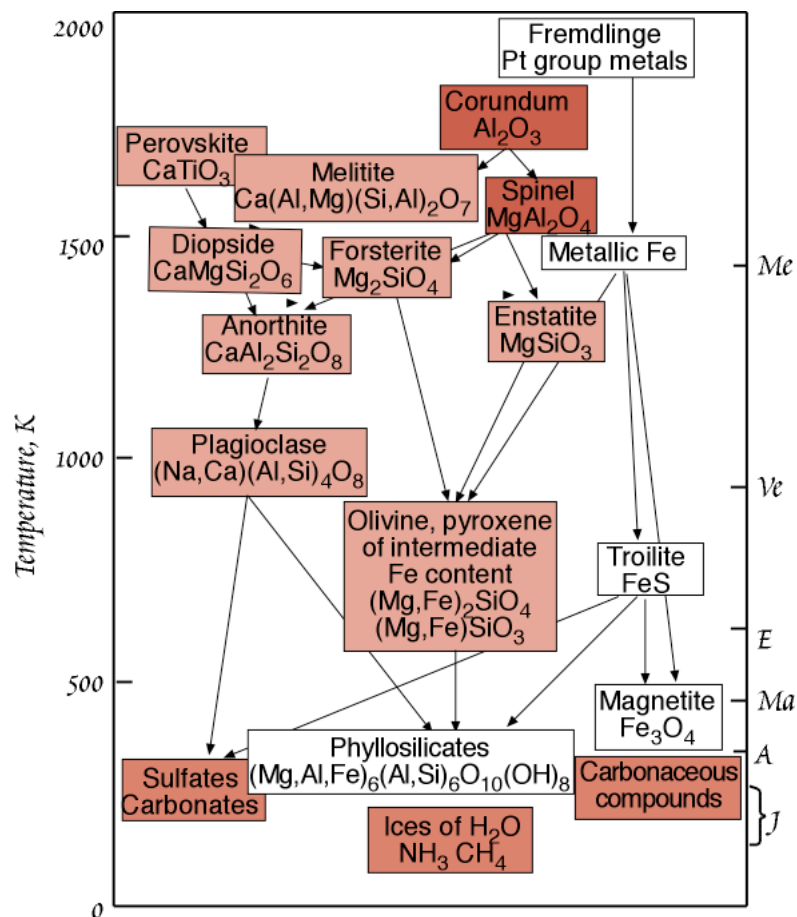 2000
Fremdlinge
Pt group metals
Corundum
Al₂O₃
Perovskite
CaTiO₃
Melitite
Ca(Al,Mg)(Si,Al)₂O₇
Spinel
MgAl₂O₄
1500
Diopside
CaMgSi₂O₆
Forsterite
Mg₂SiO₄
Metallic Fe
Me
Anorthite
CaAl₂Si₂O₈
Enstatite
MgSiO₃
Temperature, K
1000
Plagioclase
(Na,Ca)(Al,Si)₄O₈
Ve
Olivine, pyroxene
of intermediate
Fe content
(Mg,Fe)₂SiO₄
(Mg,Fe)SiO₃
Troilite
FeS
E
500
Magnetite
Fe₃O₄
Ma
A
Phyllosilicates
(Mg,Al,Fe)₆(Al,Si)₆O₁₀(OH)₈
Sulfates
Carbonates
Carbonaceous
compounds
J
Ices of H₂O
NH₃ CH₄
0